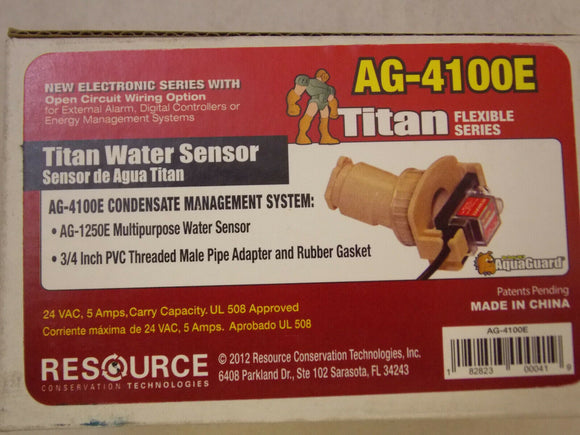 AG-4100E
NEW ELECTRONIC SERIES WITH
Open Circuit Wiring Option
for External Alarm, Digital Controllers or
Energy Management Systems
Titan FLEXIBLE
SERIES
Titan Water Sensor
Sensor de Agua Titan
AG-4100E CONDENSATE MANAGEMENT SYSTEM:
• AG-1250E Multipurpose Water Sensor
• 3/4 Inch PVC Threaded Male Pipe Adapter and Rubber Gasket
AquaGuard
Patents Pending
MADE IN CHINA
24 VAC, 5 Amps, Carry Capacity. UL 508 Approved
Corriente máxima de 24 VAC, 5 Amps. Aprobado UL 508
AG-4100E
1 82823 00041 9
RESOURCE
CONSERVATION TECHNOLOGIES
© 2012 Resource Conservation Technologies, Inc.
6408 Parkland Dr., Ste 102 Sarasota, FL 34243